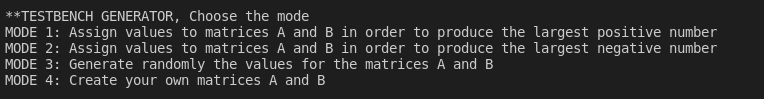 **TESTBENCH GENERATOR, Choose the mode
MODE 1: Assign values to matrices A and B in order to produce the largest positive number
MODE 2: Assign values to matrices A and B in order to produce the largest negative number
MODE 3: Generate randomly the values for the matrices A and B
MODE 4: Create your own matrices A and B